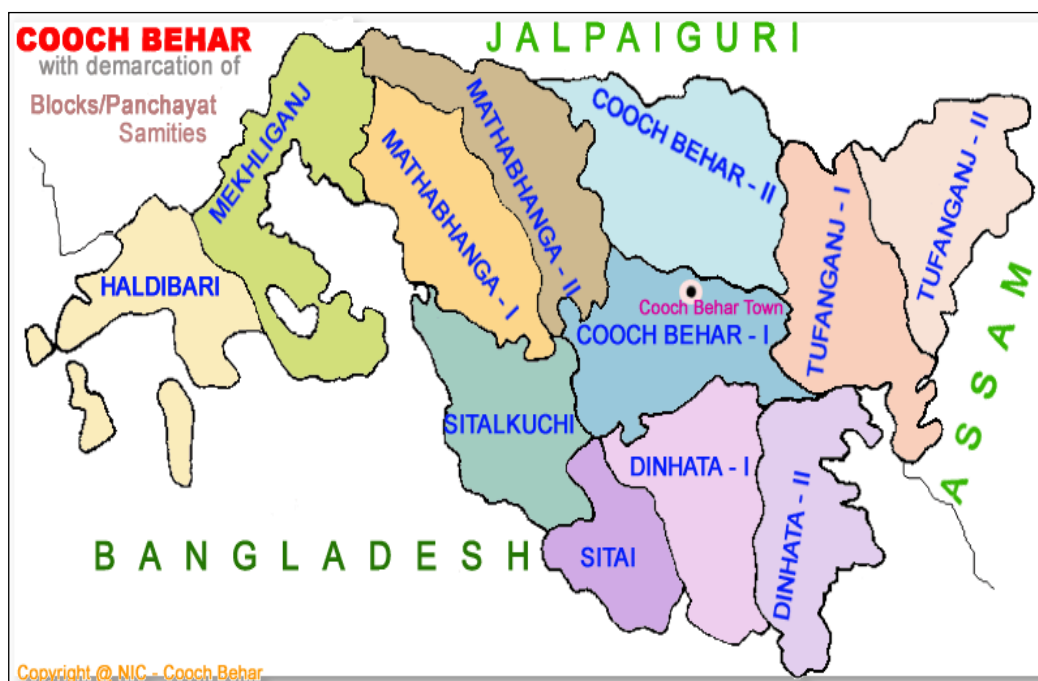 COOCH BEHAR
with demarcation of
Blocks/Panchayat
Samities
JALPAIGURI
MEKHLIGANJ
MATHABHANGA - I
MATHABHANGA - II
COOCH BEHAR - II
TUFANGANJ - I
TUFANGANJ - II
HALDIBARI
Cooch Behar Town
COOCH BEHAR - I
ASSAM
SITALKUCHI
DINHATA - I
DINHATA - II
BANGLADESH
SITAI
Copyright @ NIC - Cooch Behar